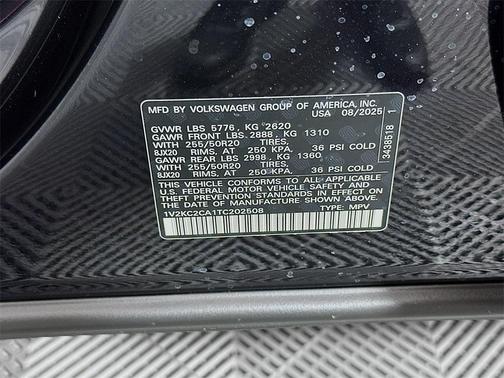 MFD BY VOLKSWAGEN GROUP OF AMERICA, INC.
USA 08/2025
GVWR LBS 5776, KG 2620
GAWR FRONT LBS. 2888, KG 1310
WITH 255/50R20 TIRES,
8JX20 RIMS, AT 250 KPA, 36 PSI COLD
GAWR REAR LBS 2998, KG 1360
WITH 255/50R20 TIRES,
8JX20 RIMS, AT 250 KPA, 36 PSI COLD
THIS VEHICLE CONFORMS TO ALL APPLICABLE
U.S. FEDERAL MOTOR VEHICLE SAFETY AND
THEFT PREVENTION STANDARDS IN EFFECT ON
THE DATE OF MANUFACTURE SHOWN ABOVE.
1V2KC2CA1TC202508 TYPE: MPV
3438518 1